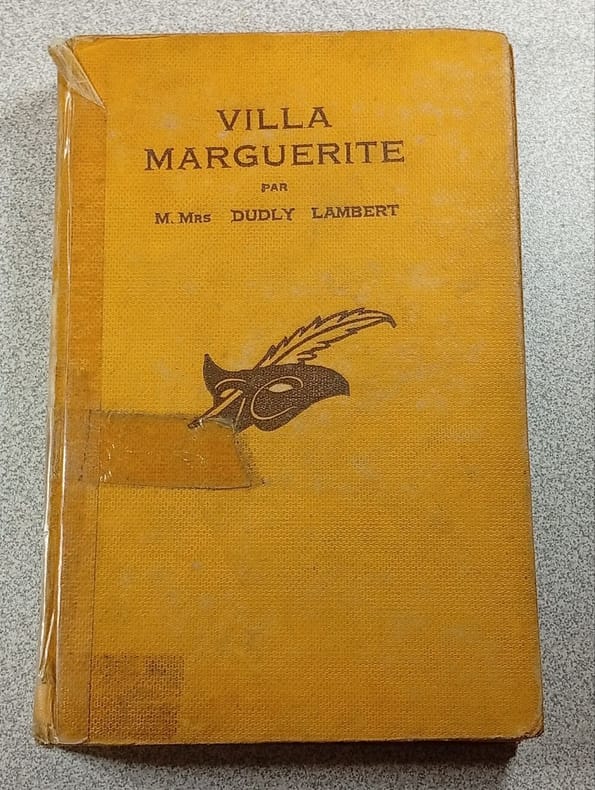 VILLA
MARGUERITE
PAR
M. MRS DUDLY LAMBERT